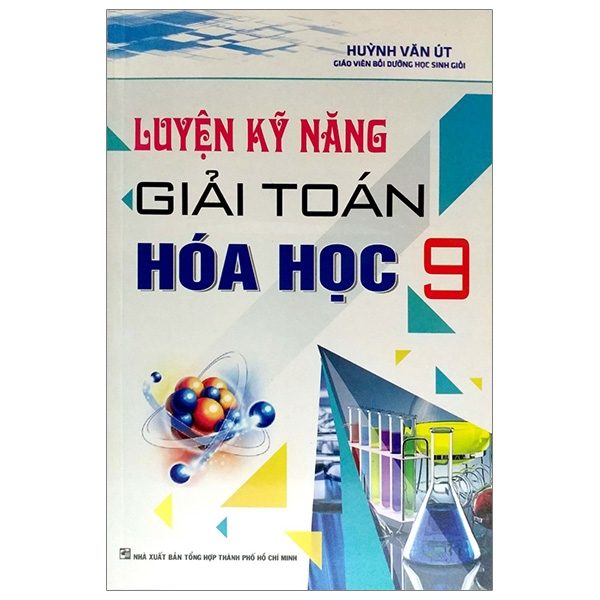 HUỲNH VĂN ÚT
GIÁO VIÊN BỒI DƯỠNG HỌC SINH GIỎI
LUYỆN KỸ NĂNG
GIẢI TOÁN
HÓA HỌC 9
NHÀ XUẤT BẢN TỔNG HỢP THÀNH PHỐ HỒ CHÍ MINH